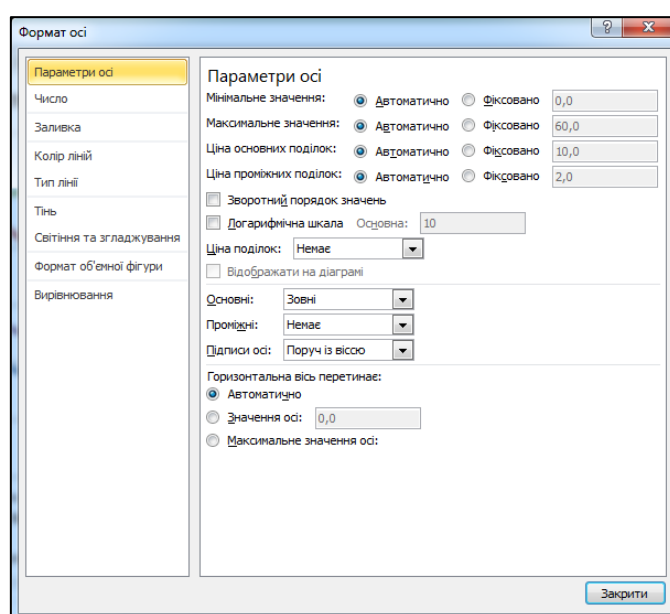 Формат осі
Параметри осі
Число
Заливка
Колір ліній
Тип лінії
Тінь
Світіння та згладжування
Формат об'ємної фігури
Вирівнювання
Параметри осі
Мінімальне значення: Автоматично Фіксовано 0,0
Максимальне значення: Автоматично Фіксовано 60,0
Ціна основних поділок: Автоматично Фіксовано 10,0
Ціна проміжних поділок: Автоматично Фіксовано 2,0
Зворотний порядок значень
Логарифмічна шкала Основна: 10
Ціна поділок: Немає
Відображати на діаграмі
Основні: Зовні
Проміжні: Немає
Підписи осі: Поруч із віссю
Горизонтальна вісь перетинає:
Автоматично
Значення осі: 0,0
Максимальне значення осі:
Закрити